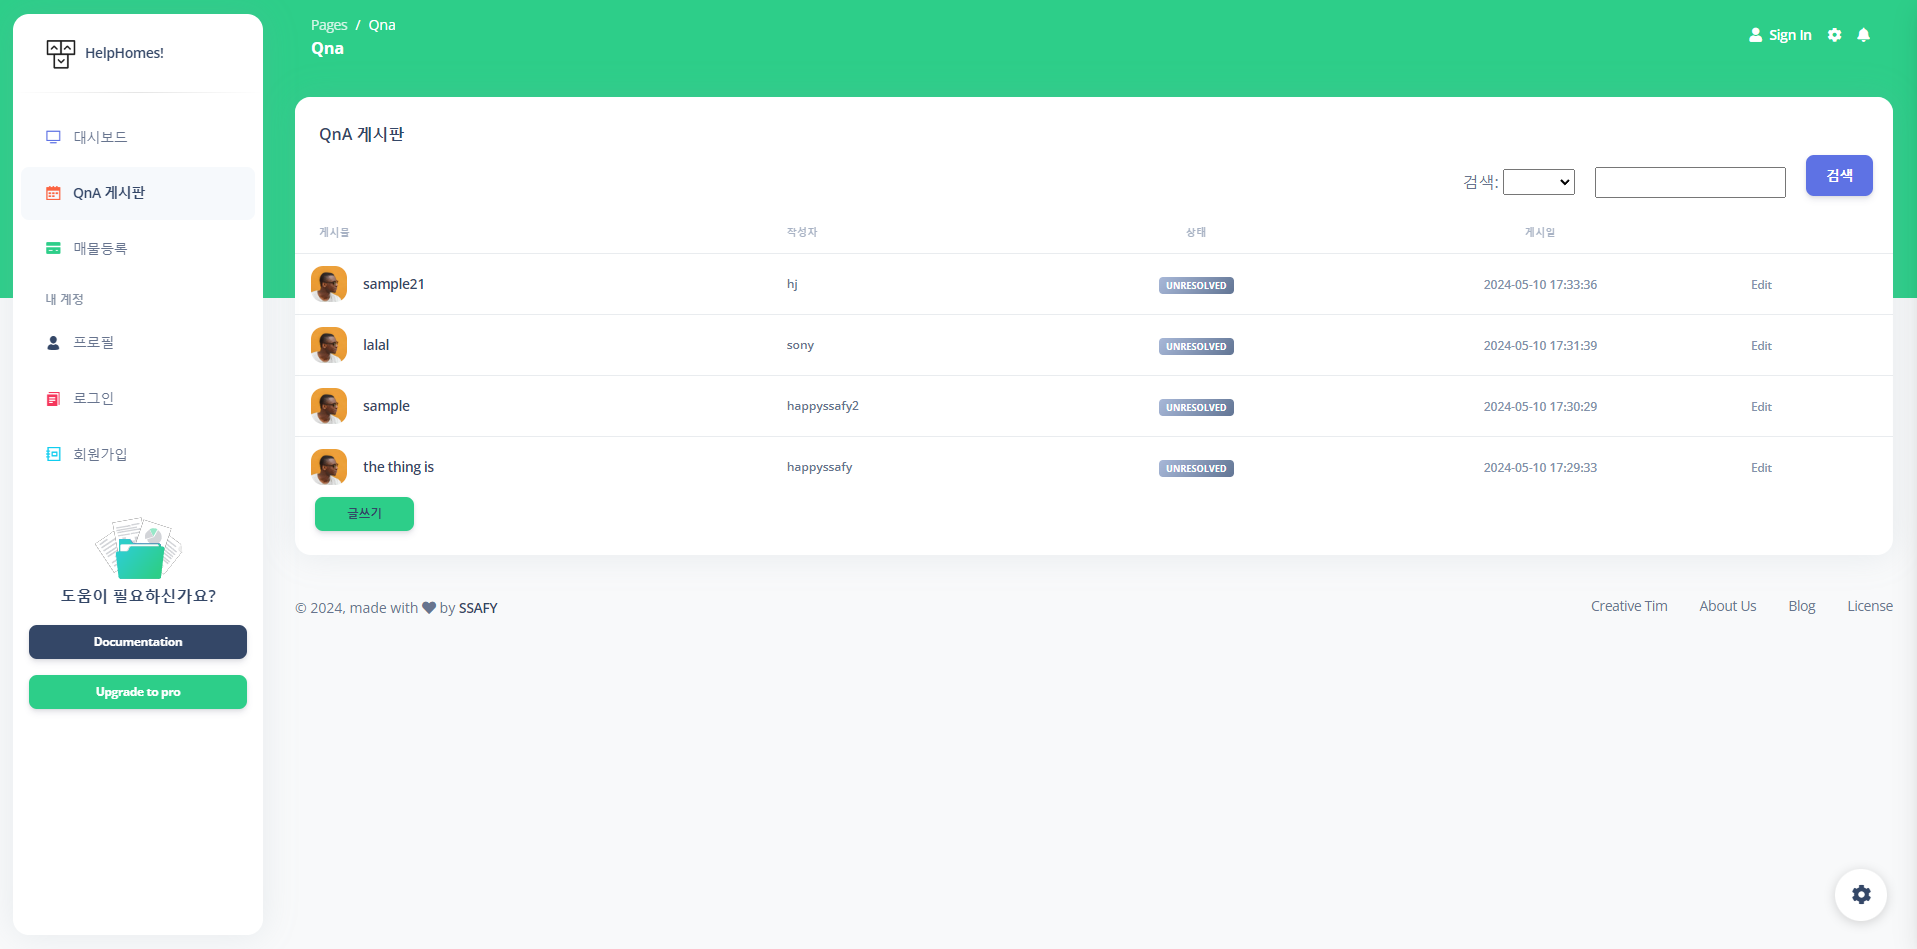 HelpHomes!
대시보드
QnA 게시판
매물등록
내 계정
프로필
로그인
회원가입
도움이 필요하신가요?
Documentation
Upgrade to pro
Pages / Qna
Qna
Sign In
QnA 게시판
검색:
검색
게시물 작성자 상태 게시일
sample21 hj UNRESOLVED 2024-05-10 17:33:36 Edit
lalal sony UNRESOLVED 2024-05-10 17:31:39 Edit
sample happyssafy2 UNRESOLVED 2024-05-10 17:30:29 Edit
the thing is happyssafy UNRESOLVED 2024-05-10 17:29:33 Edit
글쓰기
© 2024, made with by SSAFY
Creative Tim About Us Blog License